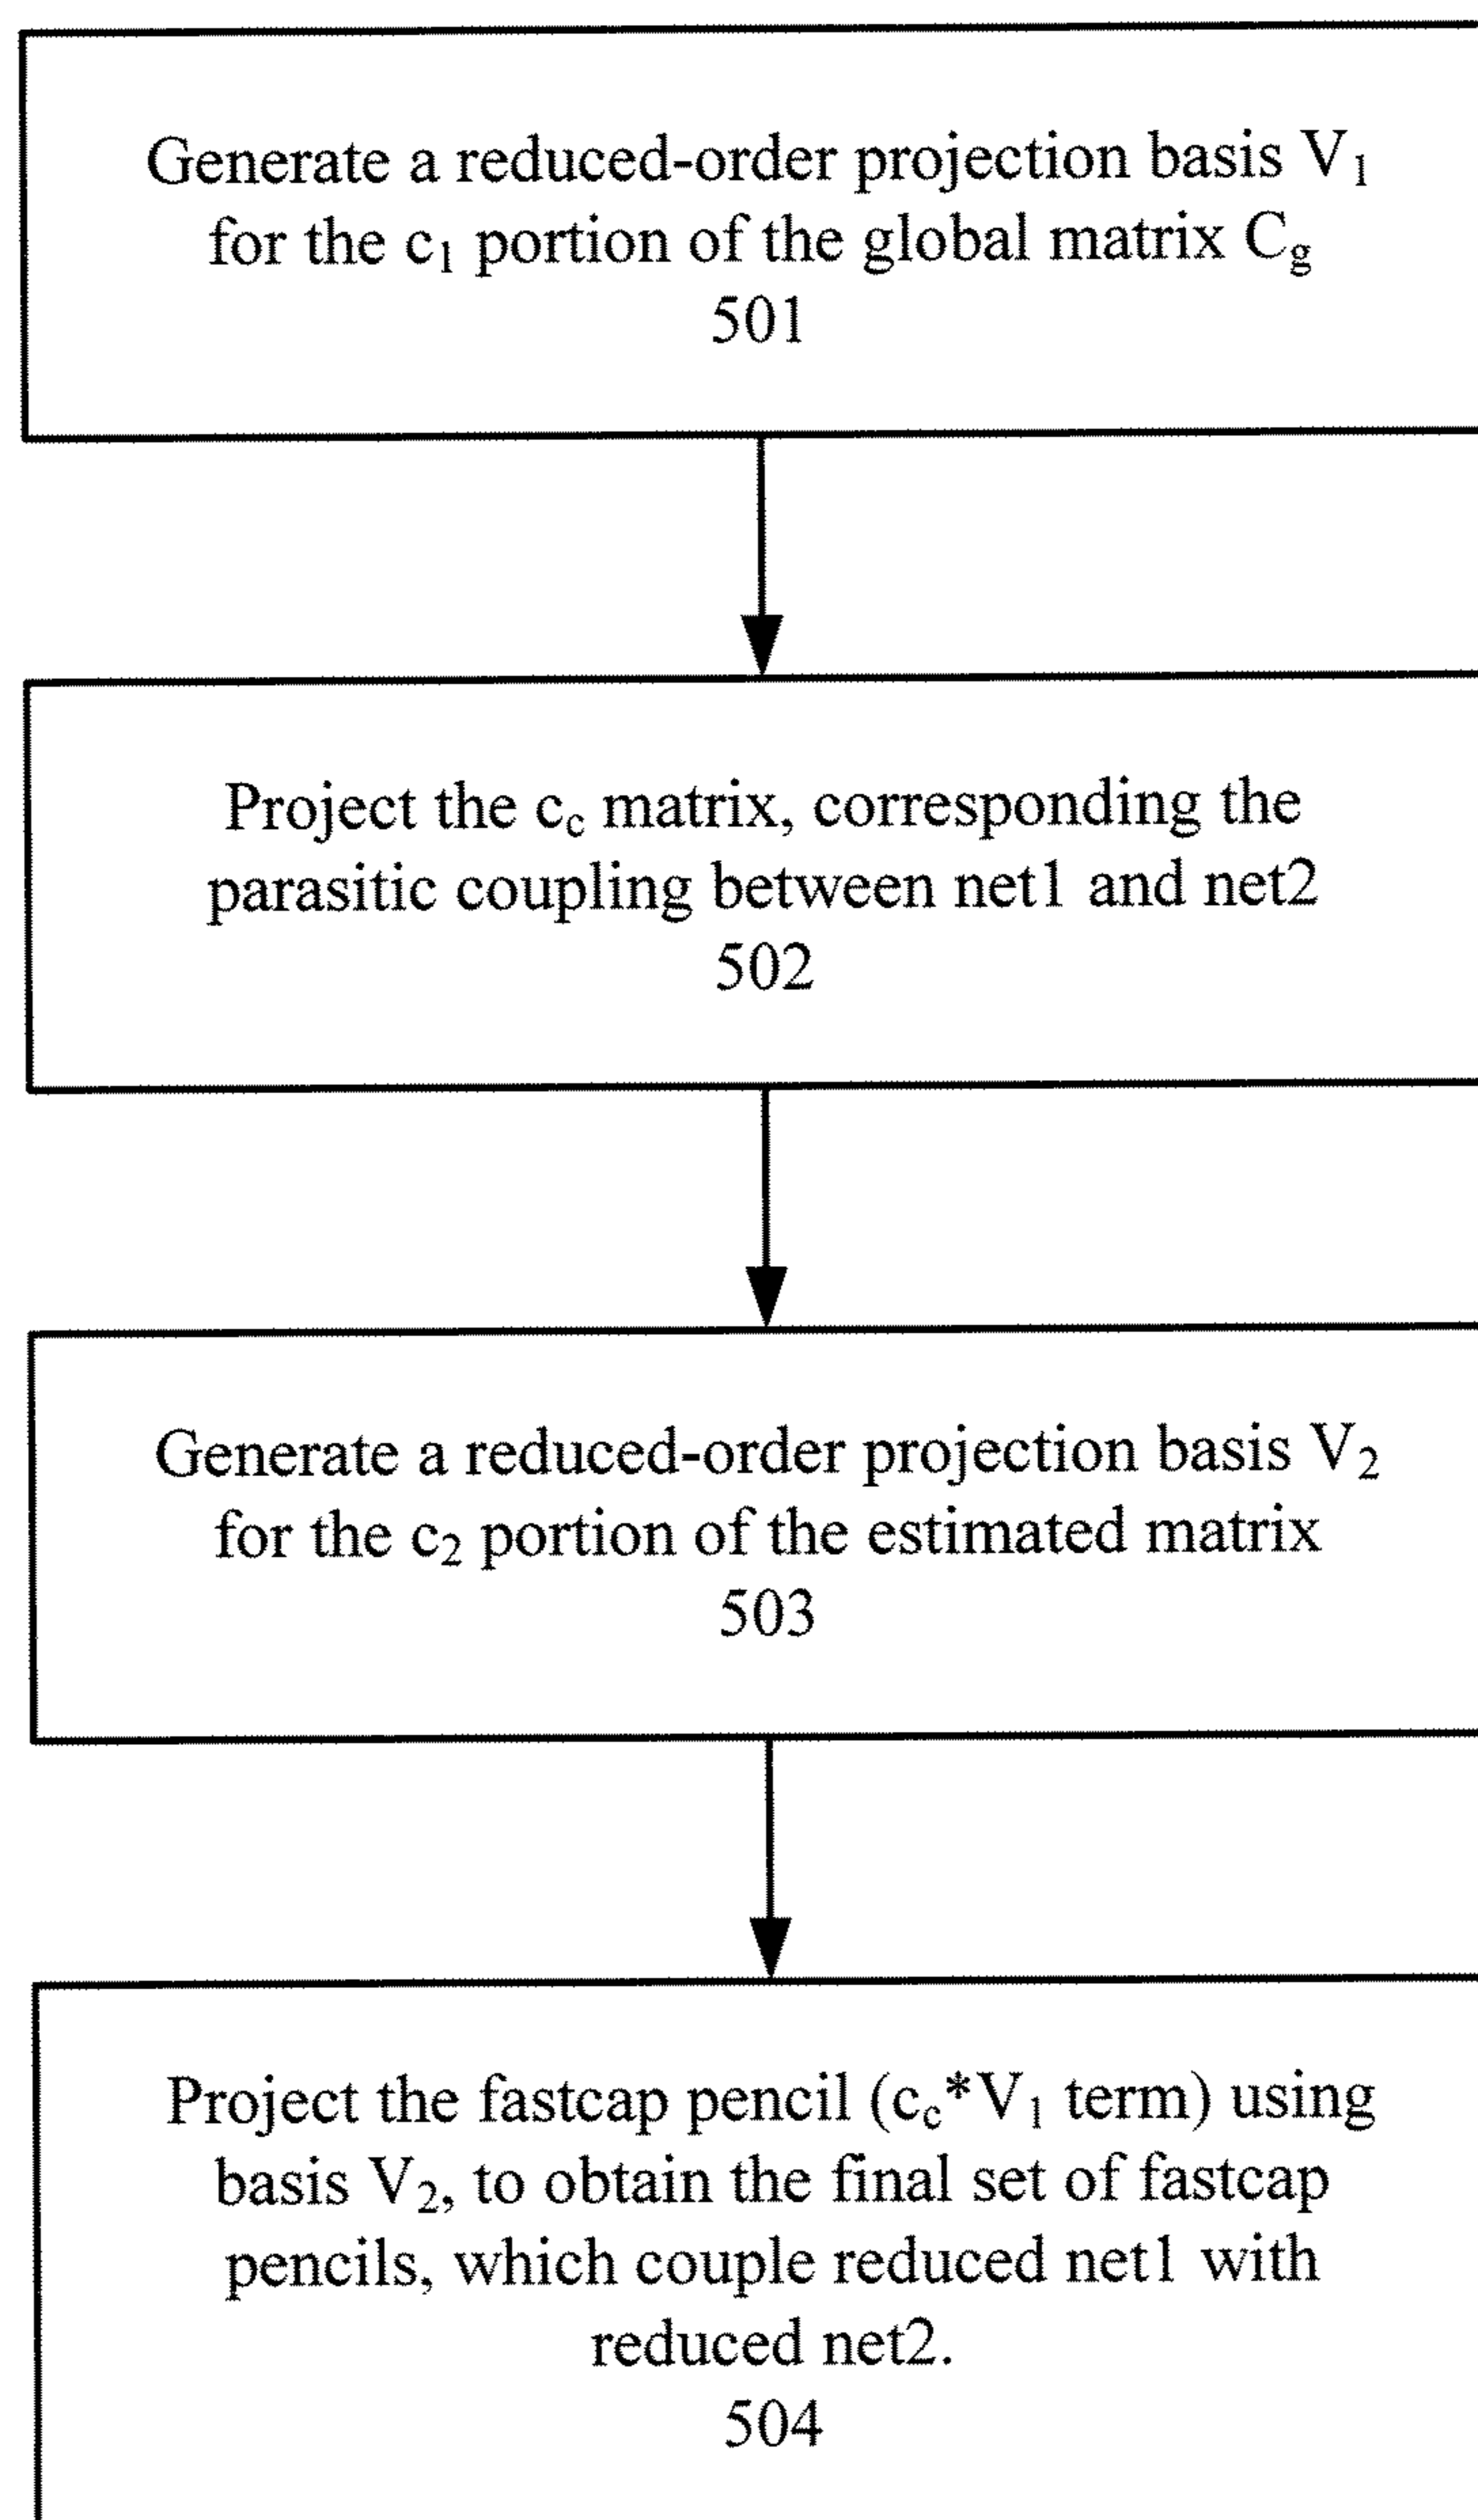 Generate a reduced-order projection basis V₁
for the c₁ portion of the global matrix C_g
501
Project the c_c matrix, corresponding the
parasitic coupling between net1 and net2
502
Generate a reduced-order projection basis V₂
for the c₂ portion of the estimated matrix
503
Project the fastcap pencil (c_c*V₁ term) using
basis V₂, to obtain the final set of fastcap
pencils, which couple reduced net1 with
reduced net2.
504